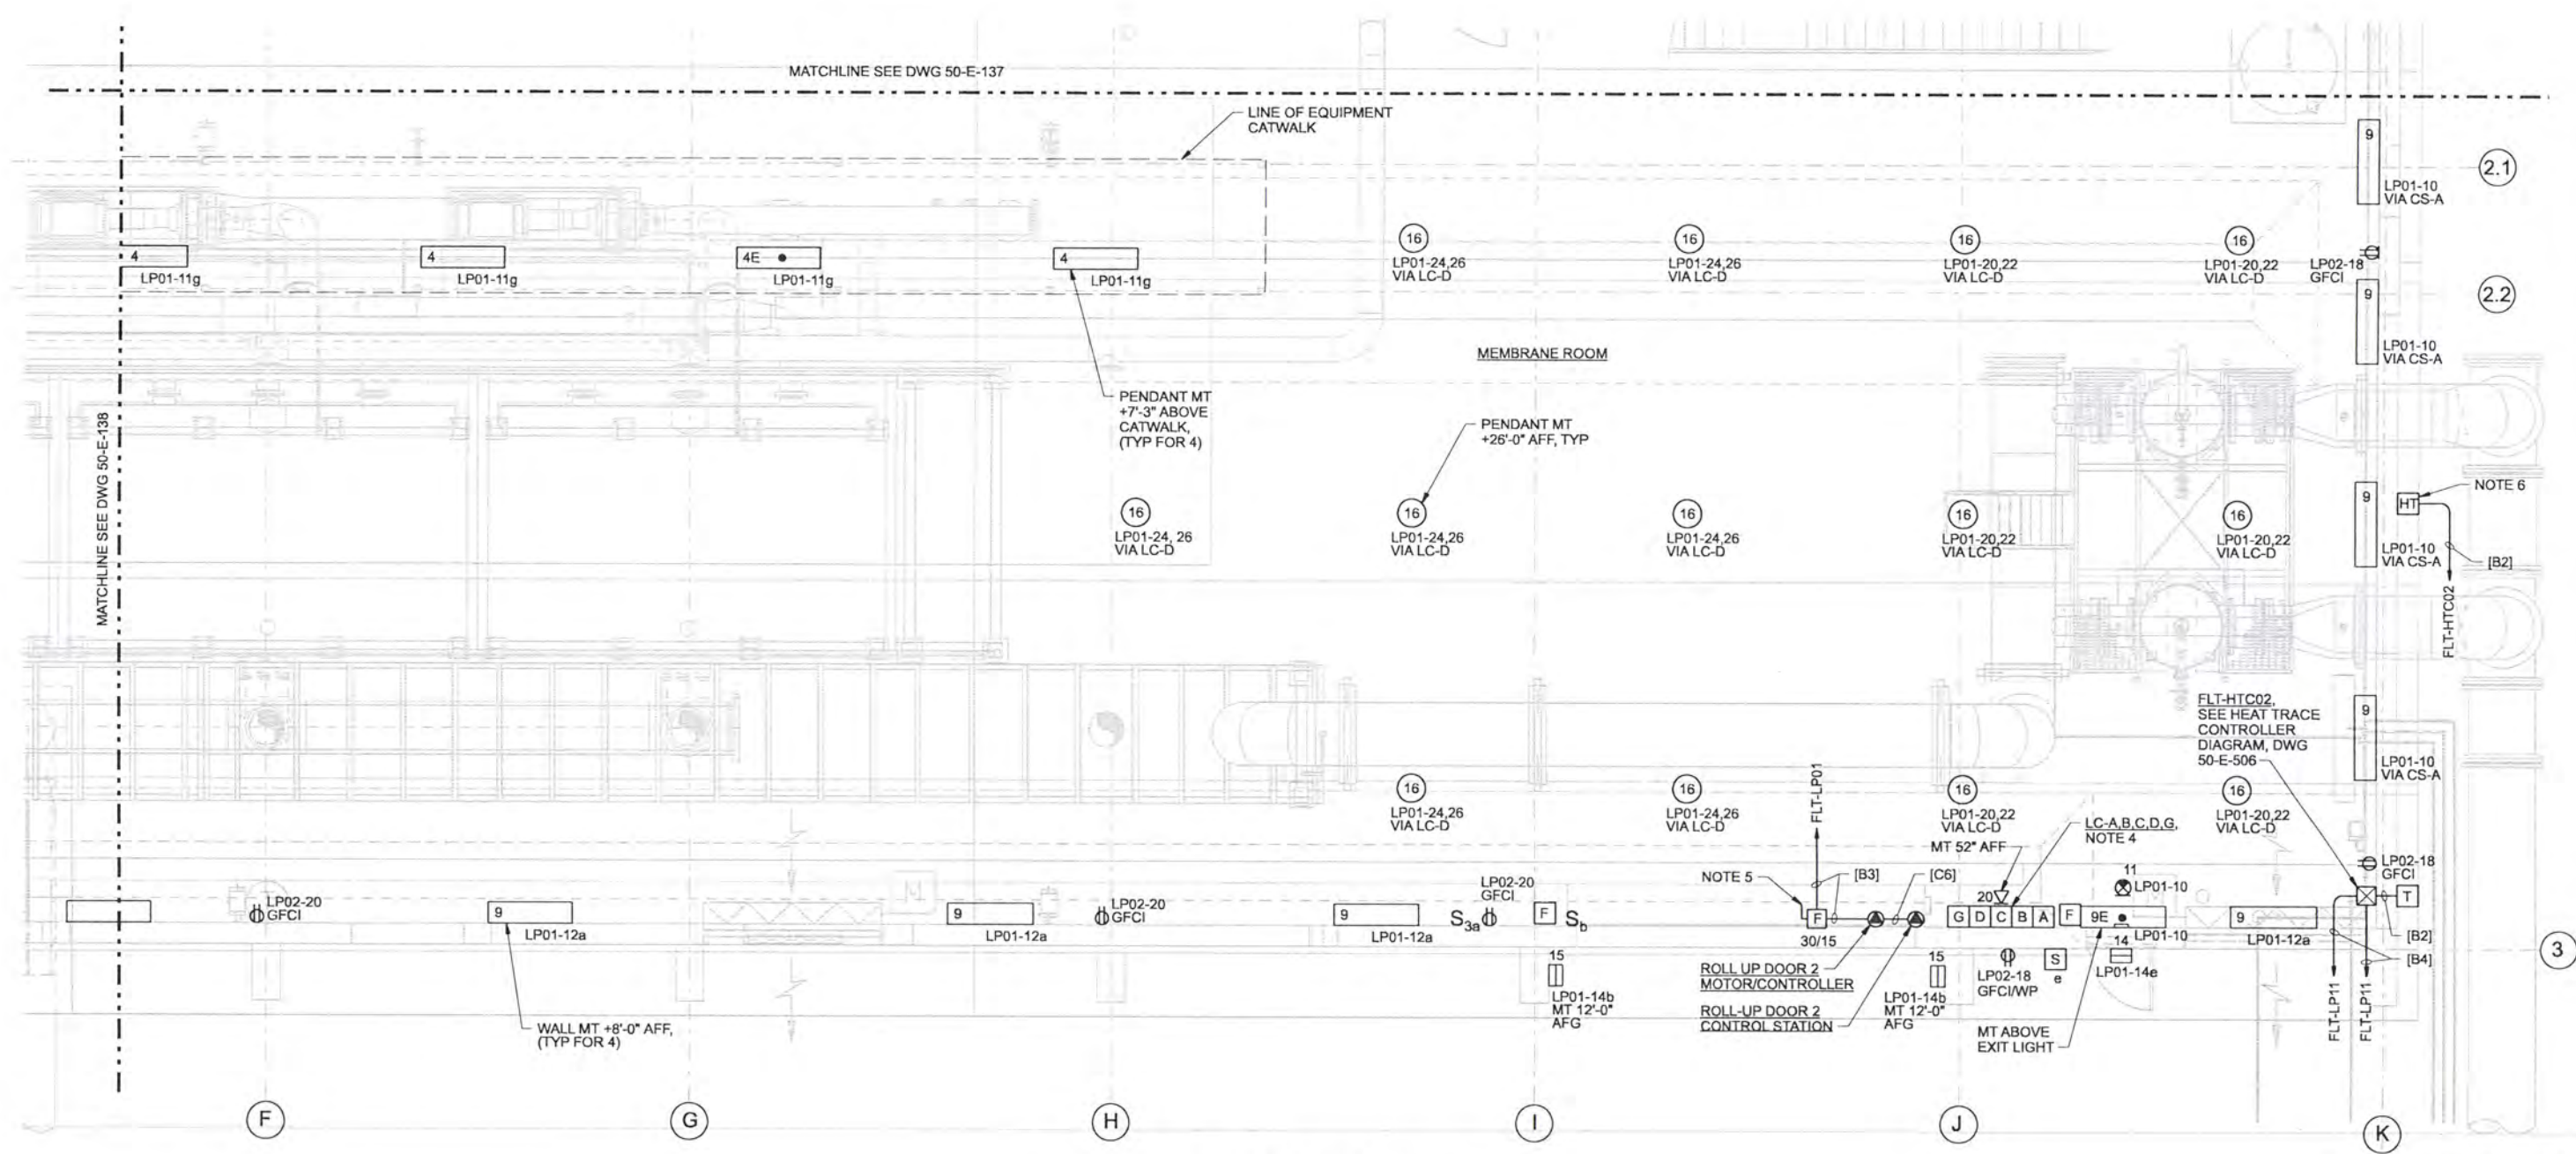 MATCHLINE SEE DWG 50-E-137
LINE OF EQUIPMENT
CATWALK
9
2.1
LP01-10
VIA CS-A
4
LP01-11g
4
LP01-11g
4E
LP01-11g
4
LP01-11g
16
LP01-24,26
VIA LC-D
16
LP01-24,26
VIA LC-D
16
LP01-20,22
VIA LC-D
16
LP01-20,22
VIA LC-D
LP02-18
GFCI
9
2.2
LP01-10
VIA CS-A
MEMBRANE ROOM
MATCHLINE SEE DWG 50-E-138
PENDANT MT
+7'-3" ABOVE
CATWALK,
(TYP FOR 4)
PENDANT MT
+26'-0" AFF, TYP
16
LP01-24, 26
VIA LC-D
16
LP01-24,26
VIA LC-D
16
LP01-24,26
VIA LC-D
16
LP01-20,22
VIA LC-D
16
LP01-20,22
VIA LC-D
9
LP01-10
VIA CS-A
HT
NOTE 6
[B2]
FLT-HTC02
FLT-HTC02,
SEE HEAT TRACE
CONTROLLER
DIAGRAM, DWG
50-E-506
9
LP01-10
VIA CS-A
16
LP01-24,26
VIA LC-D
16
LP01-24,26
VIA LC-D
FLT-LP01
16
LP01-20,22
VIA LC-D
16
LP01-20,22
VIA LC-D
LC-A,B,C,D,G,
NOTE 4
MT 52" AFF
LP02-20
GFCI
9
LP01-12a
M
9
LP01-12a
LP02-20
GFCI
9
LP01-12a
S3a
LP02-20
GFCI
F
Sb
NOTE 5
F
30/15
[B3]
[C6]
20
G D C B A
F
9E
LP01-10
11
LP01-10
9
LP01-12a
LP02-18
GFCI
T
[B2]
[B4]
FLT-LP11
FLT-LP11
3
WALL MT +8'-0" AFF,
(TYP FOR 4)
15
LP01-14b
MT 12'-0"
AFG
ROLL UP DOOR 2
MOTOR/CONTROLLER
ROLL-UP DOOR 2
CONTROL STATION
15
LP01-14b
MT 12'-0"
AFG
LP02-18
GFCI/WP
S
e
14
LP01-14e
MT ABOVE
EXIT LIGHT
F
G
H
I
J
K